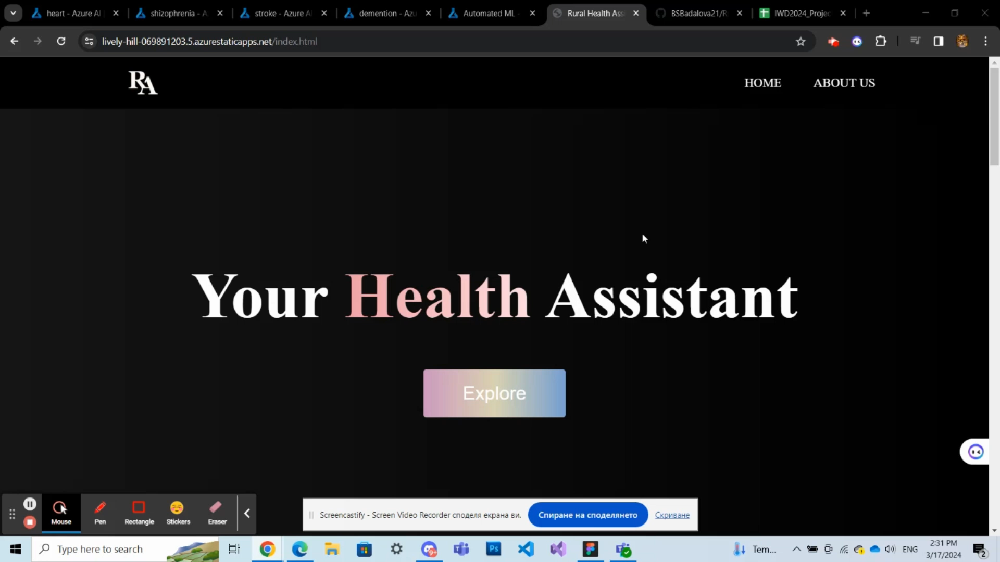 heart - Azure AI
shizophrenia - A
stroke - Azure AI
demention - Azu
Automated ML -
Rural Health Ass
BSBadalova21/R
IWD2024_Projec
lively-hill-069891203.5.azurestaticapps.net/index.html
RA
HOME
ABOUT US
Your Health Assistant
Explore
Mouse
Pen
Rectangle
Stickers
Eraser
Screencastify - Screen Video Recorder споделя екрана ви.
Спиране на споделянето
Скриване
Type here to search
9+
Ps
Tem...
ENG
2:31 PM
3/17/2024
2